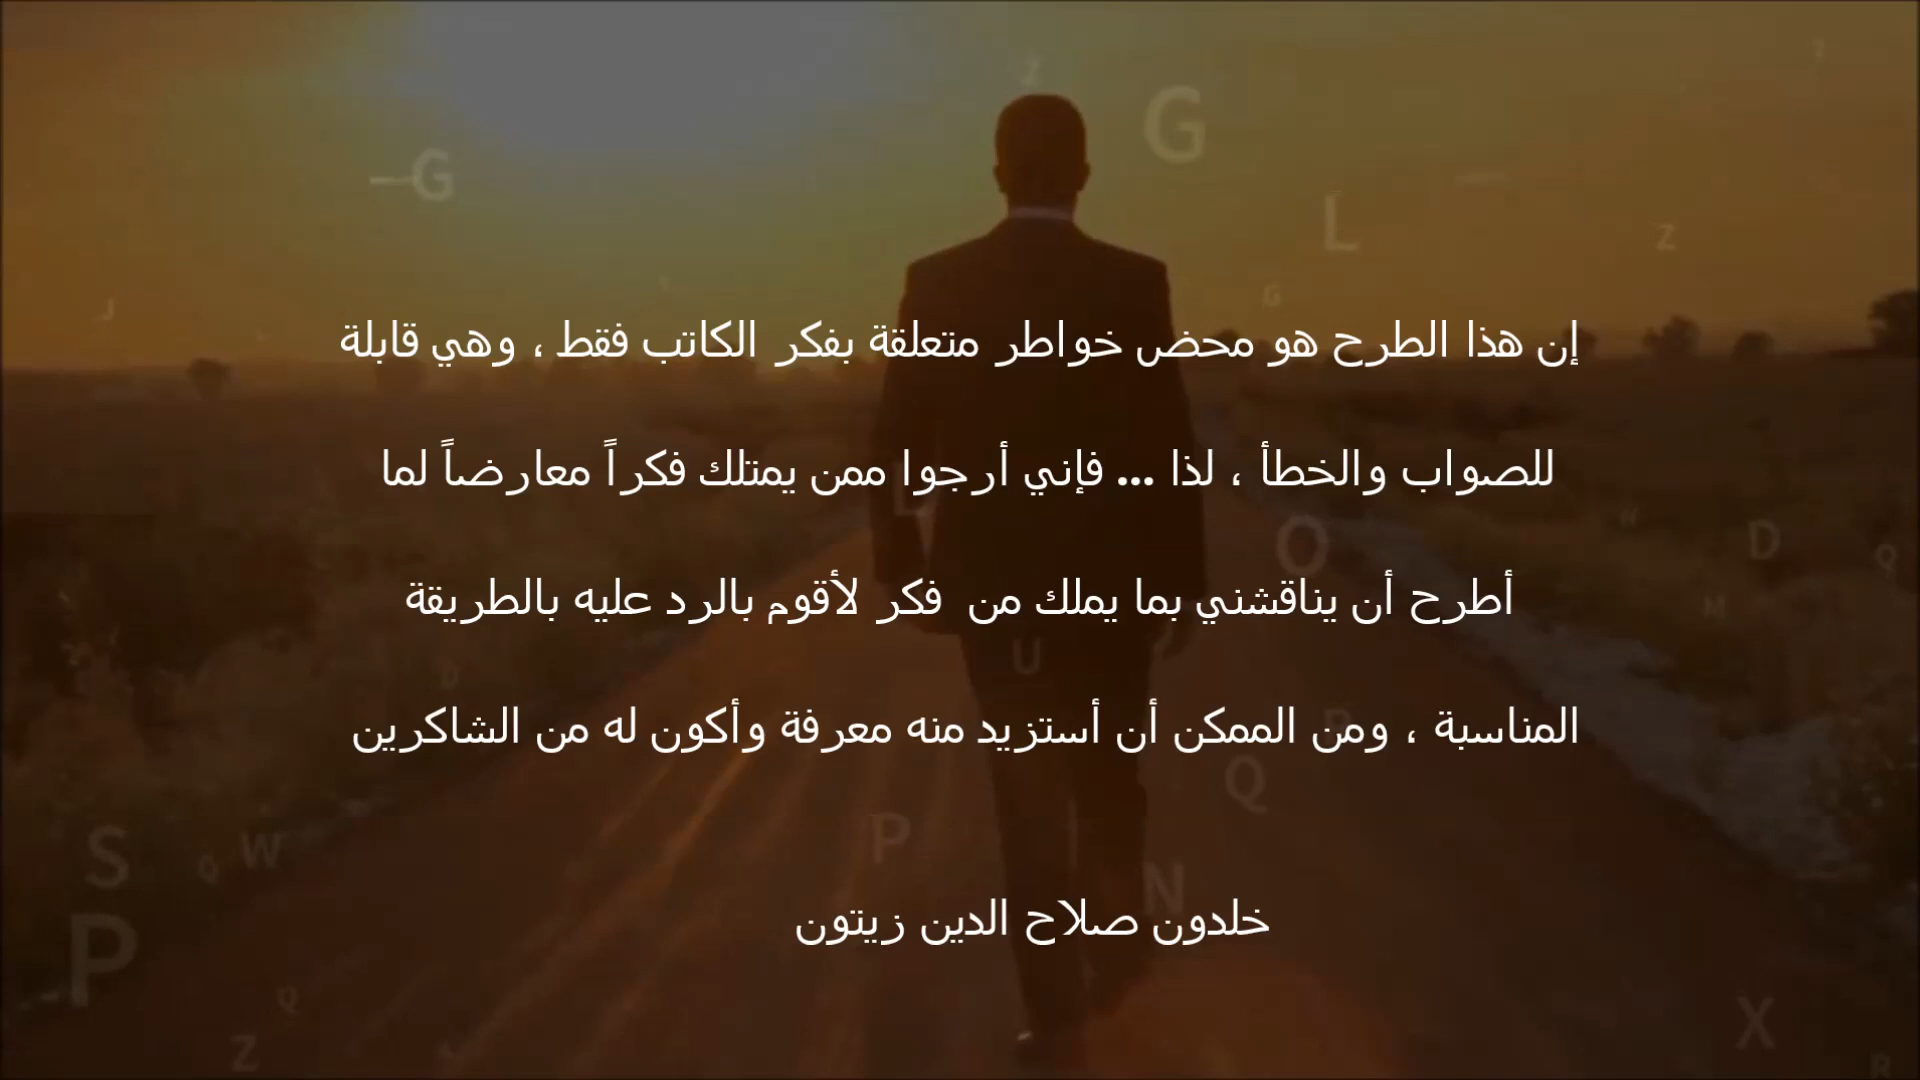 إن هذا الطرح هو محض خواطر متعلقة بفكر الكاتب فقط ، وهي قابلة
للصواب والخطأ ، لذا ... فإني أرجوا ممن يمتلك فكراً معارضاً لما
أطرح أن يناقشني بما يملك من فكر لأقوم بالرد عليه بالطريقة
المناسبة ، ومن الممكن أن أستزيد منه معرفة وأكون له من الشاكرين
خلدون صلاح الدين زيتون